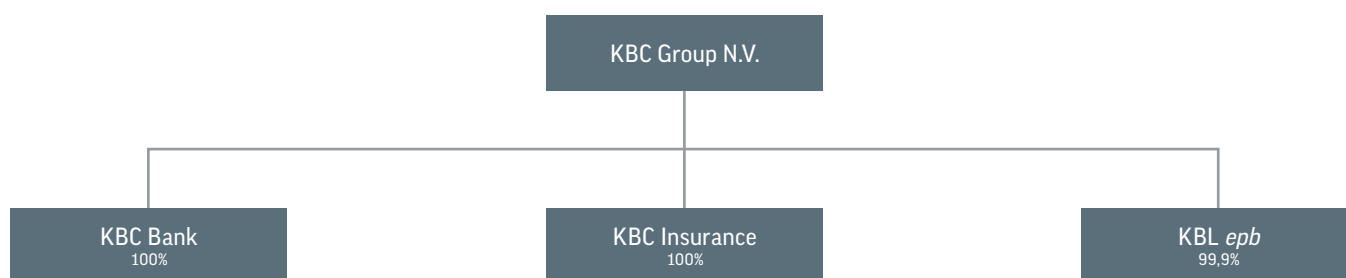 KBC Group N.V.
KBC Bank
100%
KBC Insurance
100%
KBL epb
99,9%